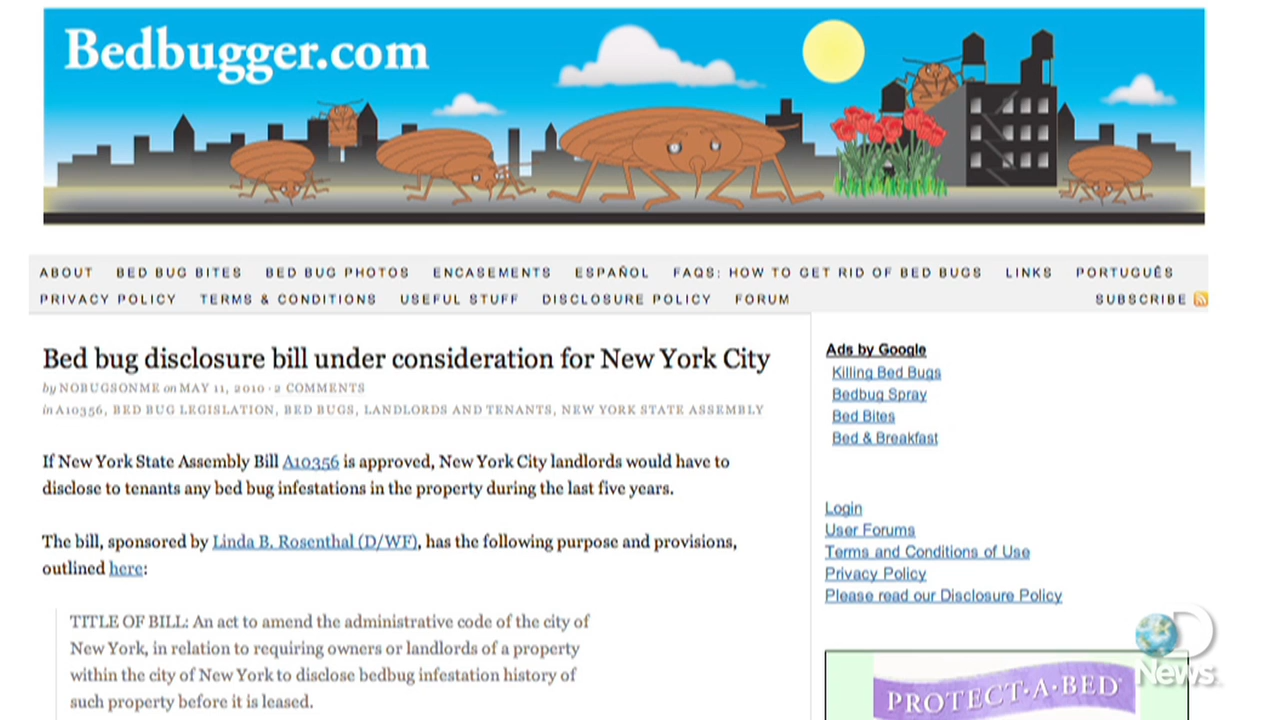 Bedbugger.com
ABOUT BED BUG BITES BED BUG PHOTOS ENCASEMENTS ESPAÑOL FAQS: HOW TO GET RID OF BED BUGS LINKS PORTUGUÊS
PRIVACY POLICY TERMS & CONDITIONS USEFUL STUFF DISCLOSURE POLICY FORUM SUBSCRIBE
Bed bug disclosure bill under consideration for New York City
by NOBUGSONME on MAY 11, 2010 · 2 COMMENTS
in A10356, BED BUG LEGISLATION, BED BUGS, LANDLORDS AND TENANTS, NEW YORK STATE ASSEMBLY
If New York State Assembly Bill A10356 is approved, New York City landlords would have to
disclose to tenants any bed bug infestations in the property during the last five years.
The bill, sponsored by Linda B. Rosenthal (D/WF), has the following purpose and provisions,
outlined here:
TITLE OF BILL: An act to amend the administrative code of the city of
New York, in relation to requiring owners or landlords of a property
within the city of New York to disclose bedbug infestation history of
such property before it is leased.
Ads by Google
Killing Bed Bugs
Bedbug Spray
Bed Bites
Bed & Breakfast
Login
User Forums
Terms and Conditions of Use
Privacy Policy
Please read our Disclosure Policy
D
News
PROTECT·A·BED®